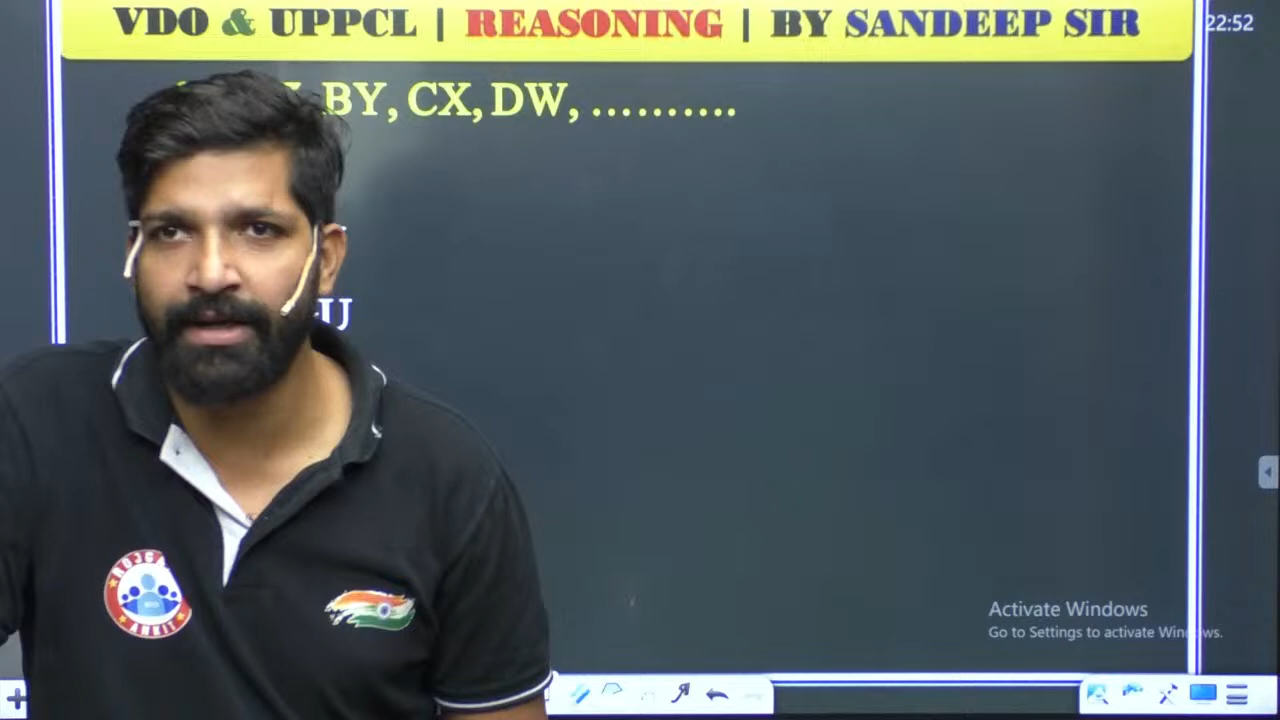 VDO & UPPCL | REASONING | BY SANDEEP SIR
22:52
BY, CX, DW, ..........
U
ANKIT
Activate Windows
Go to Settings to activate Windows.